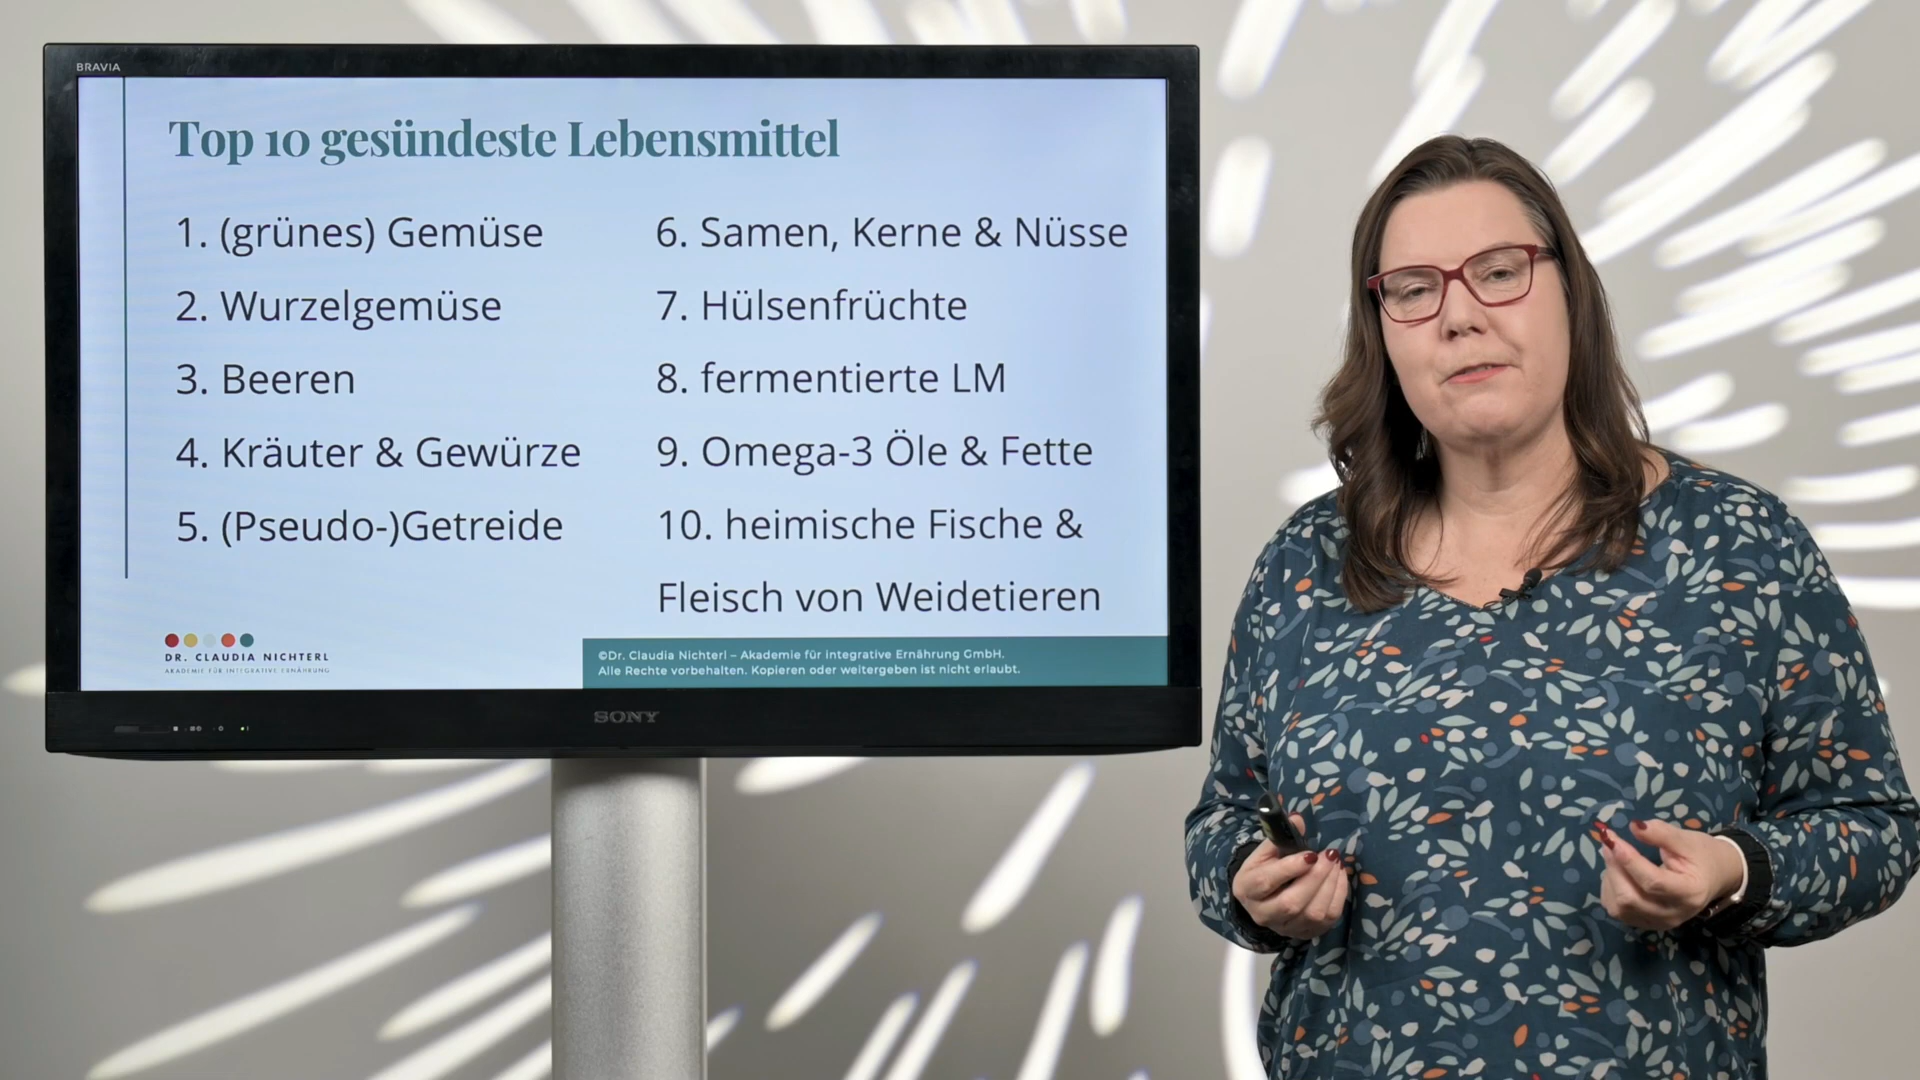 BRAVIA
Top 10 gesündeste Lebensmittel
1. (grünes) Gemüse
2. Wurzelgemüse
3. Beeren
4. Kräuter & Gewürze
5. (Pseudo-)Getreide
6. Samen, Kerne & Nüsse
7. Hülsenfrüchte
8. fermentierte LM
9. Omega-3 Öle & Fette
10. heimische Fische &
Fleisch von Weidetieren
DR. CLAUDIA NICHTERL
AKADEMIE FÜR INTEGRATIVE ERNÄHRUNG
©Dr. Claudia Nichterl – Akademie für integrative Ernährung GmbH.
Alle Rechte vorbehalten. Kopieren oder weitergeben ist nicht erlaubt.
SONY